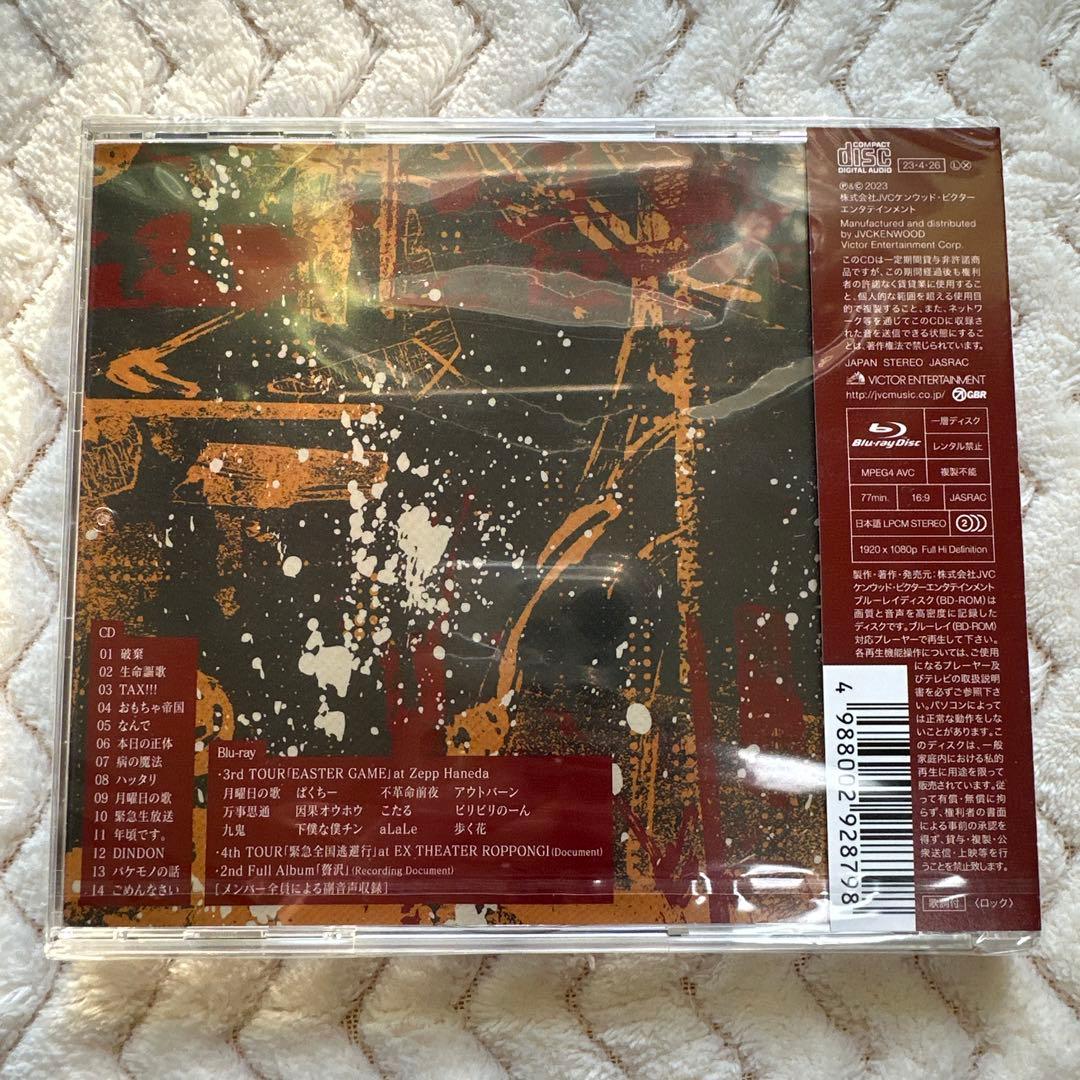 COMPACT
disc
DIGITAL AUDIO
23・4・26
Ⓛ Ⓧ
Ⓟ&Ⓒ 2023
株式会社JVCケンウッド・ビクター
エンタテインメント
Manufactured and distributed
by JVCKENWOOD
Victor Entertainment Corp.
このCDは一定期間貸与非許諾商
品ですが、この期間経過後も権利
者の許諾なく賃貸業に使用するこ
と、個人的な範囲を超える使用目
的で複製すること、また、ネットワ
ーク等を通じてこのCDに収録され
た音を送信できる状態にするこ
とは、著作権法で禁じられています。
JAPAN STEREO JASRAC
VICTOR ENTERTAINMENT
http://jvcmusic.co.jp/
GBR
Blu-ray Disc
一層ディスク
レンタル禁止
MPEG4 AVC
複製不能
77min.
16:9
JASRAC
日本語 LPCM STEREO
2
1920 x 1080p Full Hi Definition
製作・著作・発売元:株式会社JVC
ケンウッド・ビクターエンタテインメント
ブルーレイディスク(BD-ROM)は
画質と音声を高密度に記録した
ディスクです。ブルーレイ(BD-ROM)
対応プレーヤーで再生して下さい。
各再生機能操作については、ご使用
になるプレーヤー及
びテレビの取扱説明
書を必ずご参照下さ
い。パソコンによって
は正常な動作をしな
いことがあります。こ
のディスクは、一般
家庭内における私的
再生に用途を限って
販売されています。従
って有償・無償に拘
らず、権利者の書面
による事前の承認を
得ず、貸与・複製・公
衆送信・上映等を行
うことを禁止致します。
4 988002 928798
歌詞付
〈ロック〉
CD
01 破棄
02 生命謳歌
03 TAX!!!
04 おもちゃ帝国
05 なんで
06 本日の正体
07 病の魔法
08 ハッタリ
09 月曜日の歌
10 緊急生放送
11 年頃です。
12 DINDON
13 バケモノの話
14 ごめんなさい
Blu-ray
・3rd TOUR「EASTER GAME」at Zepp Haneda
月曜日の歌 ぱくちー 不革命前夜 アウトバーン
万事思通 因果オウホウ こたる ビリビリのーん
九鬼 下僕な僕チン aLaLe 歩く花
・4th TOUR「緊急全国逃避行」at EX THEATER ROPPONGI(Document)
・2nd Full Album「贅沢」(Recording Document)
[メンバー全員による副音声収録]